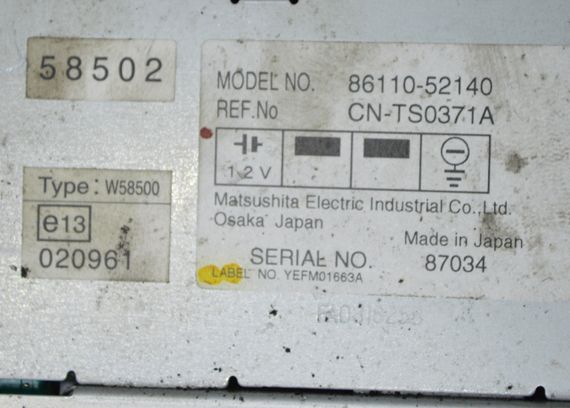 58502
MODEL NO. 86110-52140
REF.No CN-TS0371A
12V
Type: W58500
e13
020961
Matsushita Electric Industrial Co.,Ltd.
Osaka Japan
Made in Japan
SERIAL NO. 87034
LABEL NO. YEFM01663A